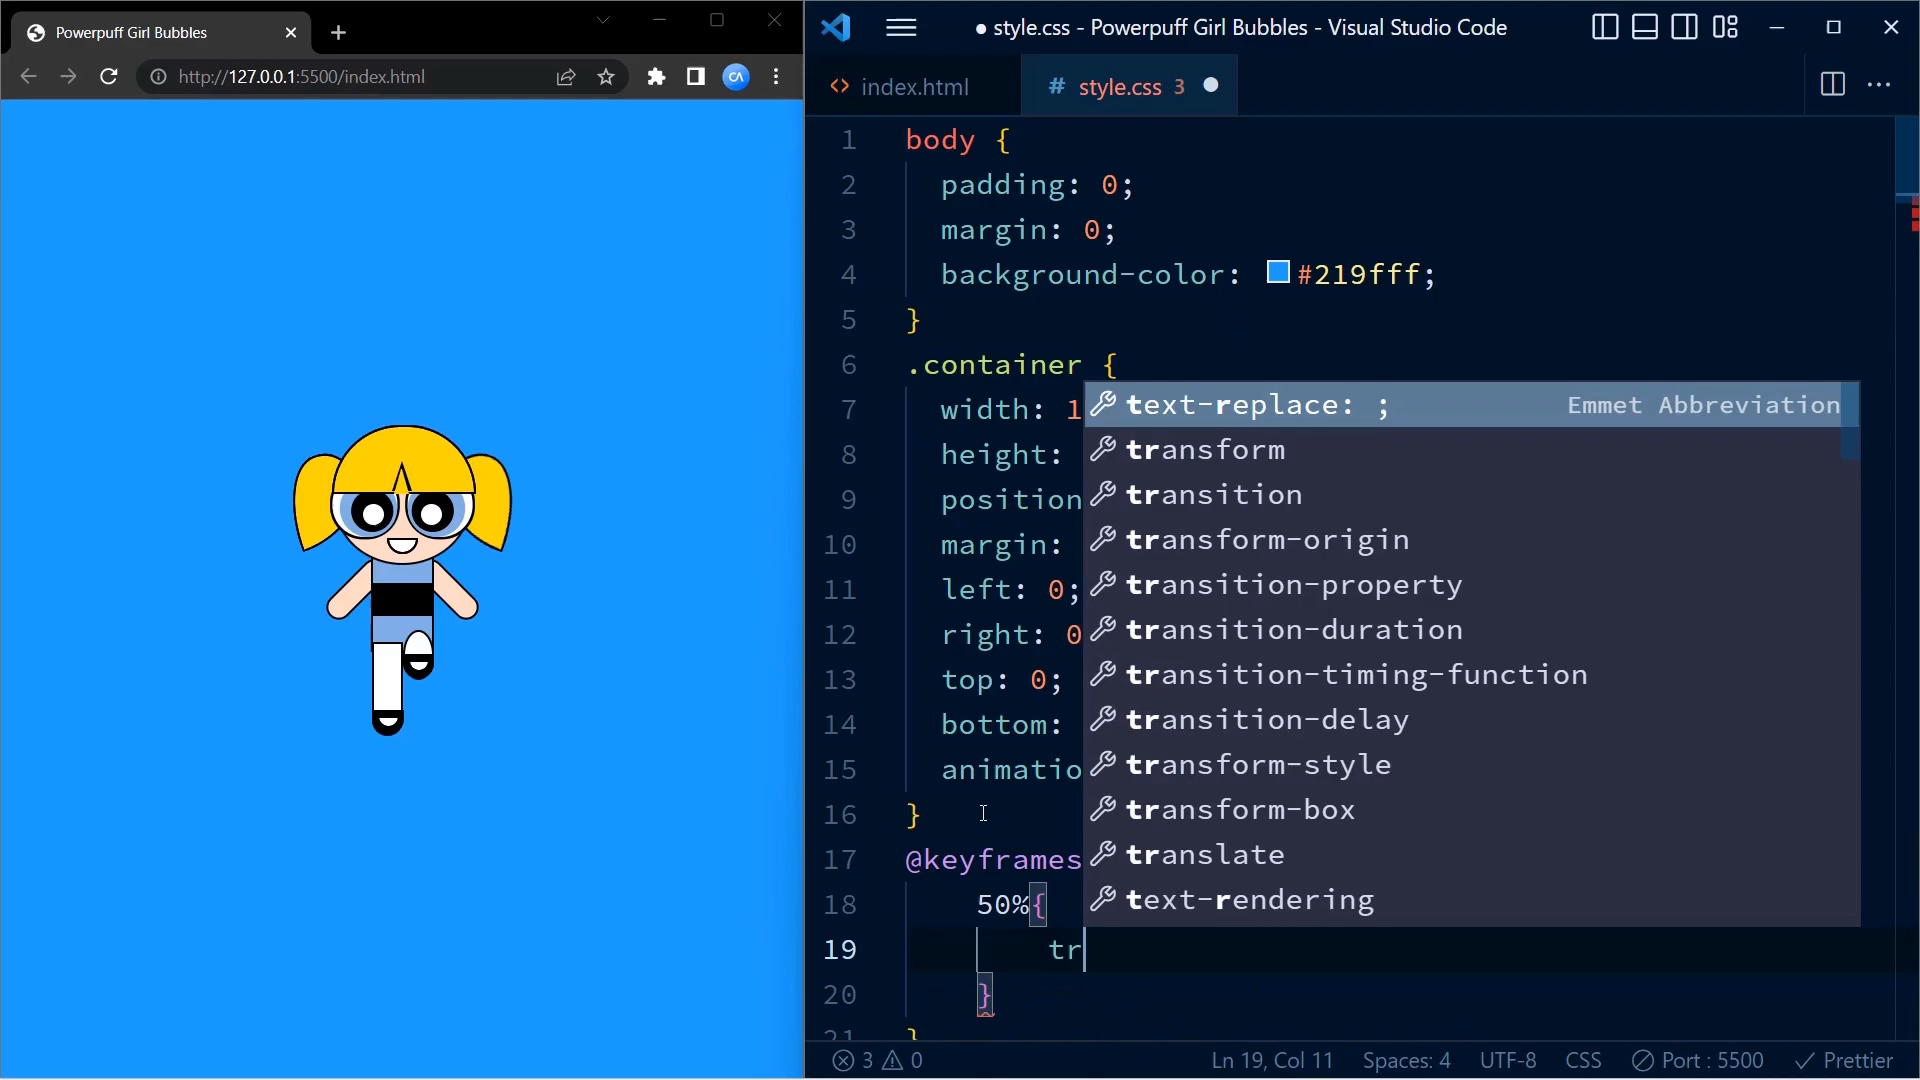 Powerpuff Girl Bubbles
http://127.0.0.1:5500/index.html
CA
● style.css - Powerpuff Girl Bubbles - Visual Studio Code
<> index.html
# style.css 3 ●
1 body {
2 padding: 0;
3 margin: 0;
4 background-color: #219fff;
5 }
6 .container {
7 width: 1
8 height:
9 position
10 margin:
11 left: 0;
12 right: 0
13 top: 0;
14 bottom:
15 animatio
16 }
17 @keyframes
18 50%{
19 tr
20 }
21 }
text-replace: ; Emmet Abbreviation
transform
transition
transform-origin
transition-property
transition-duration
transition-timing-function
transition-delay
transform-style
transform-box
translate
text-rendering
3 0 Ln 19, Col 11 Spaces: 4 UTF-8 CSS Port : 5500 Prettier